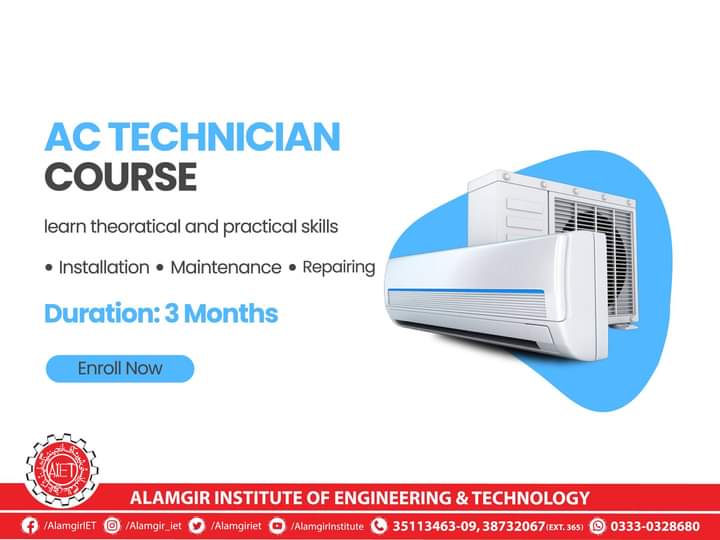 AC TECHNICIAN
COURSE
learn theoratical and practical skills
• Installation • Maintenance • Repairing
Duration: 3 Months
Enroll Now
AIET
ALAMGIR INSTITUTE OF ENGINEERING & TECHNOLOGY
/AlamgirIET /Alamgir_iet /Alamgiriet /AlamgirInstitute 35113463-09, 38732067 (EXT. 365) 0333-0328680